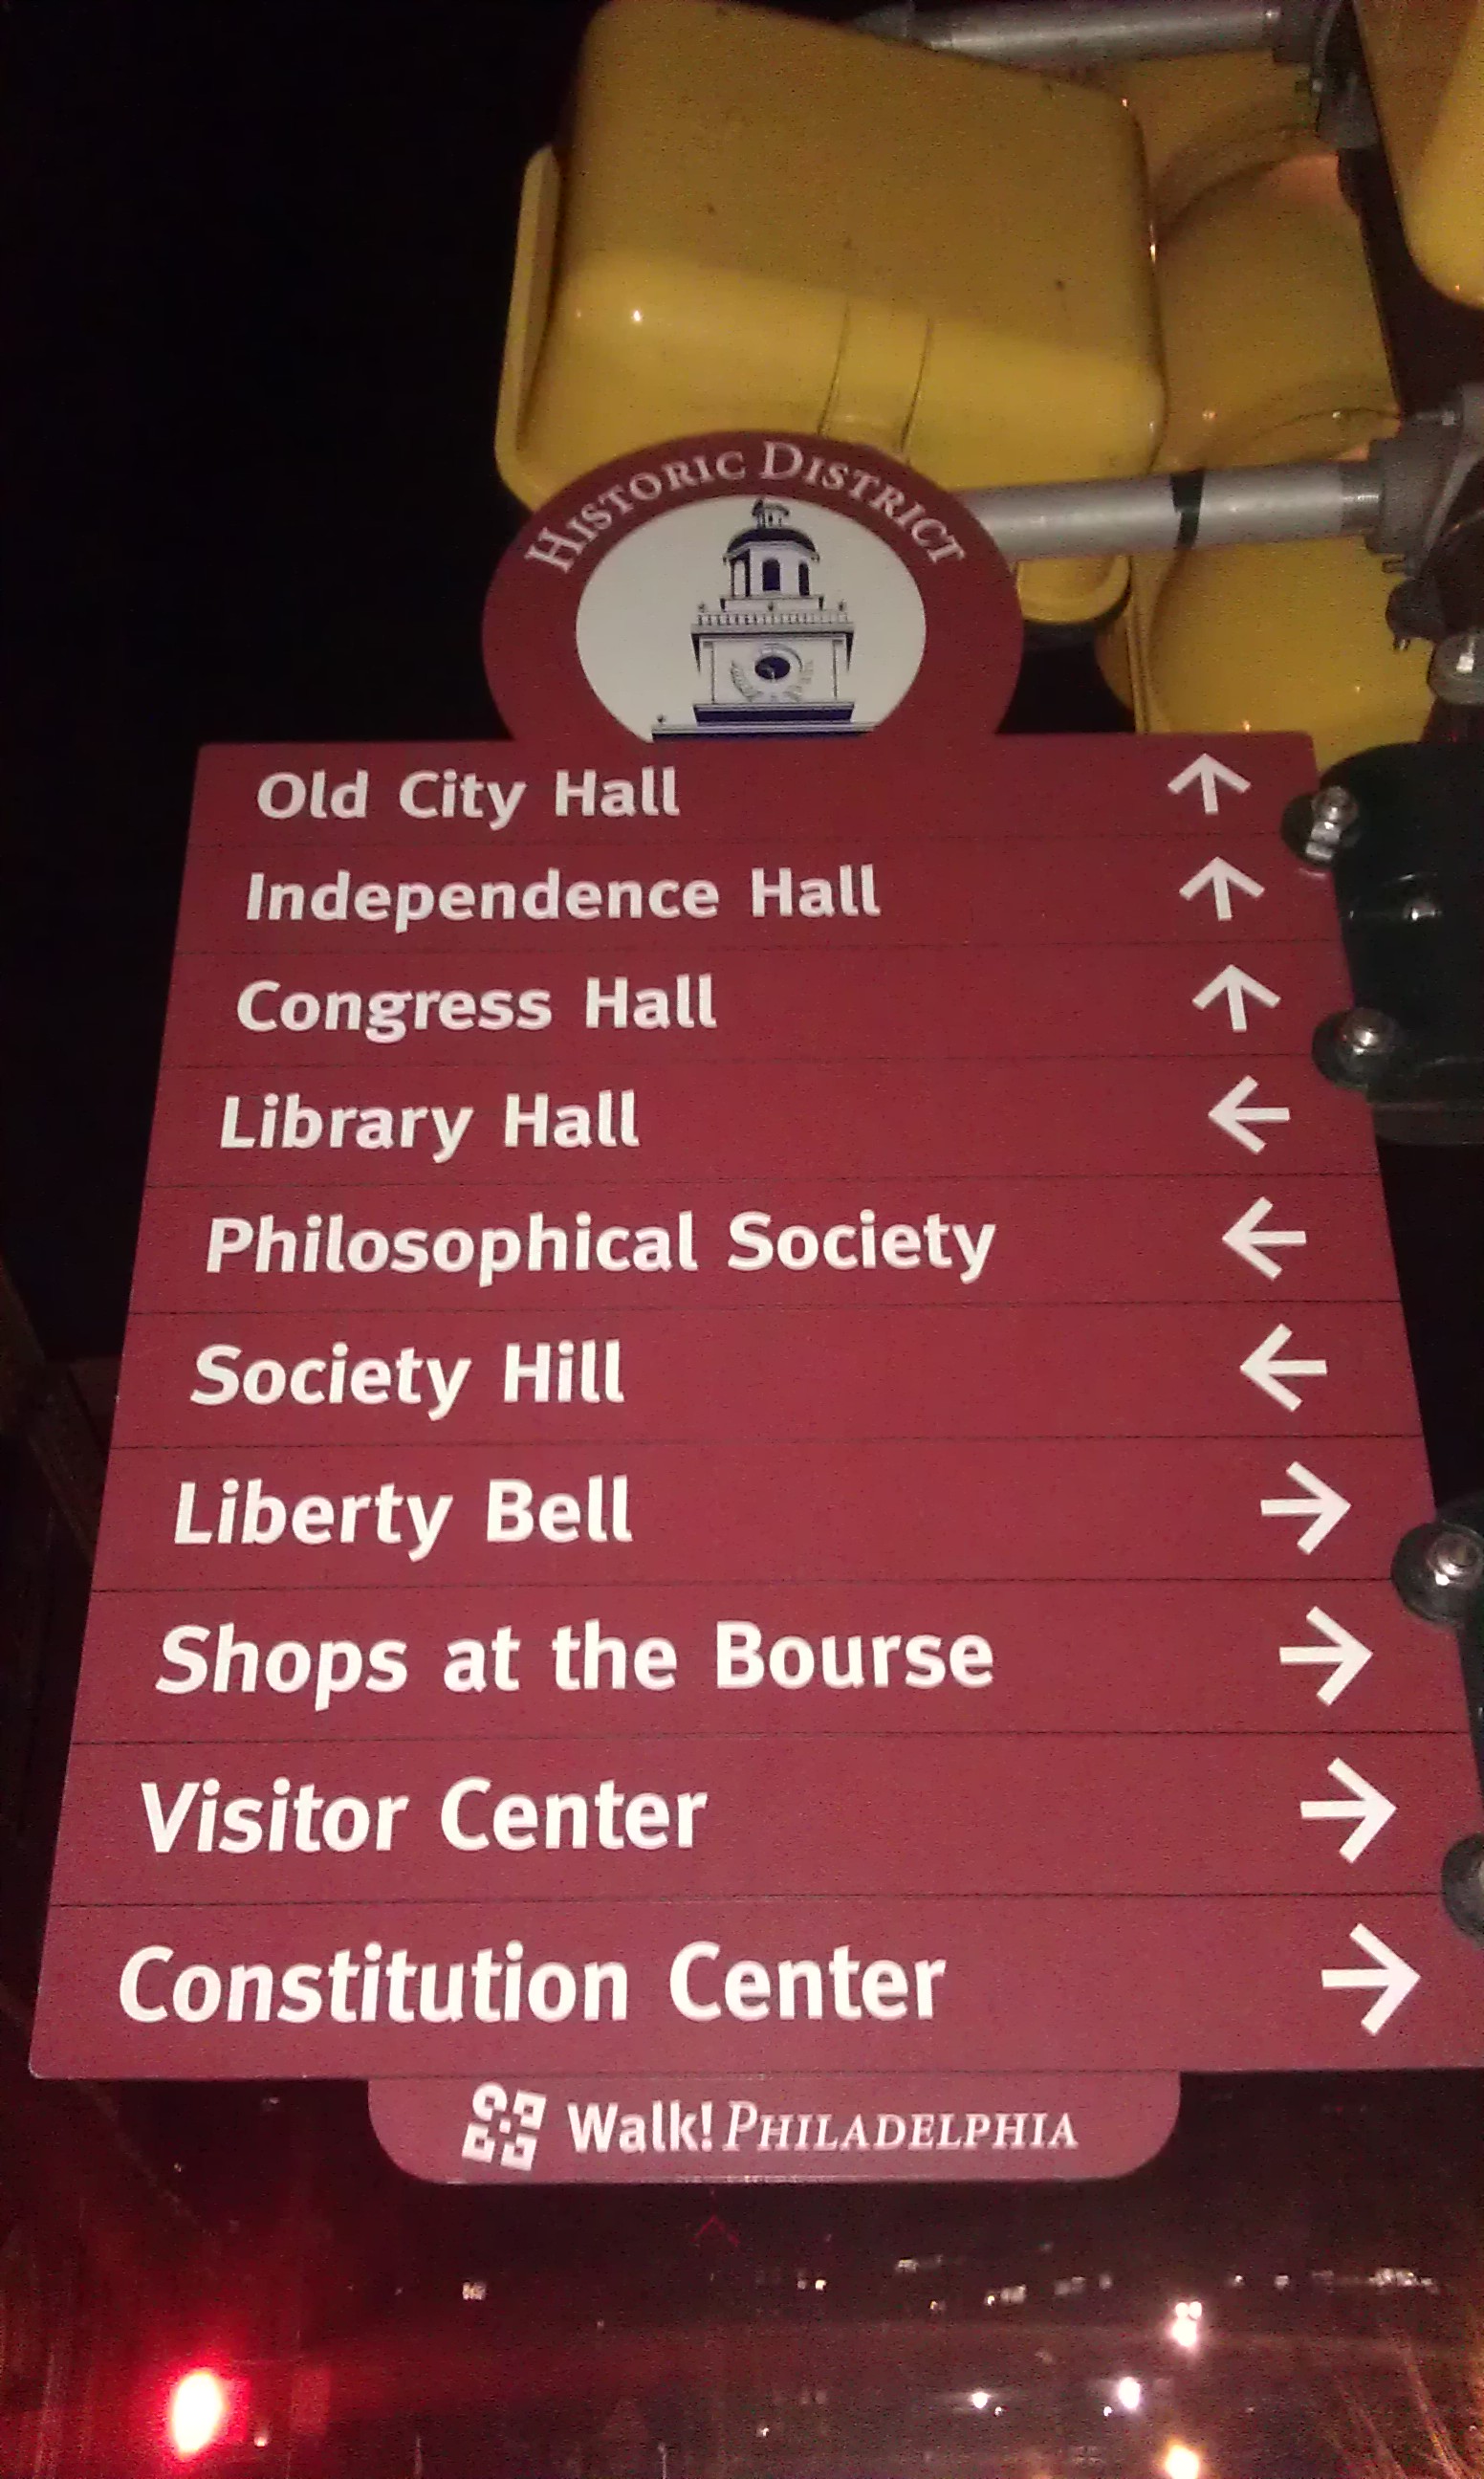 HISTORIC DISTRICT
Old City Hall ↑
Independence Hall ↑
Congress Hall ↑
Library Hall ←
Philosophical Society ←
Society Hill ←
Liberty Bell →
Shops at the Bourse →
Visitor Center →
Constitution Center →
Walk! PHILADELPHIA